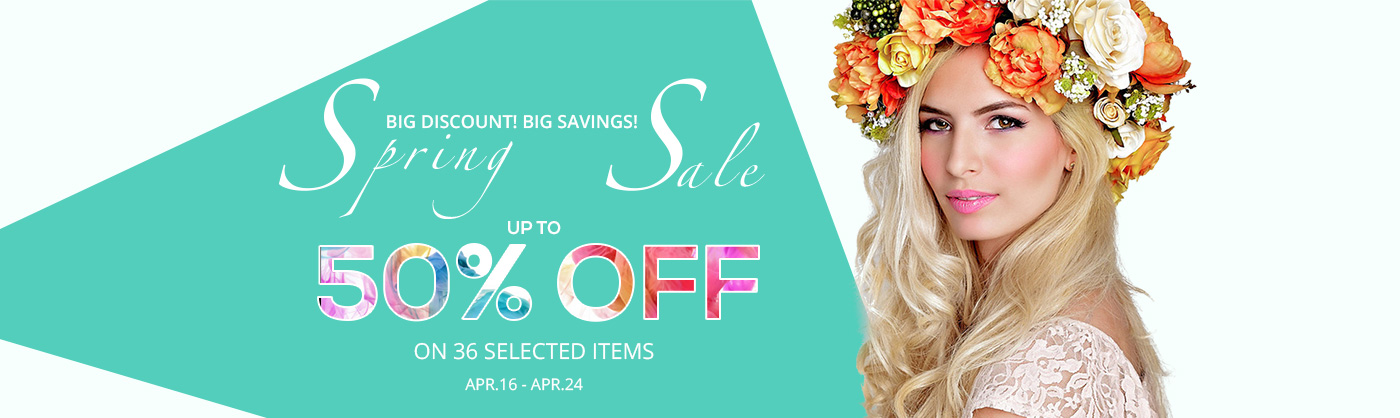 BIG DISCOUNT! BIG SAVINGS!
Spring Sale
UP TO
50% OFF
ON 36 SELECTED ITEMS
APR.16 - APR.24